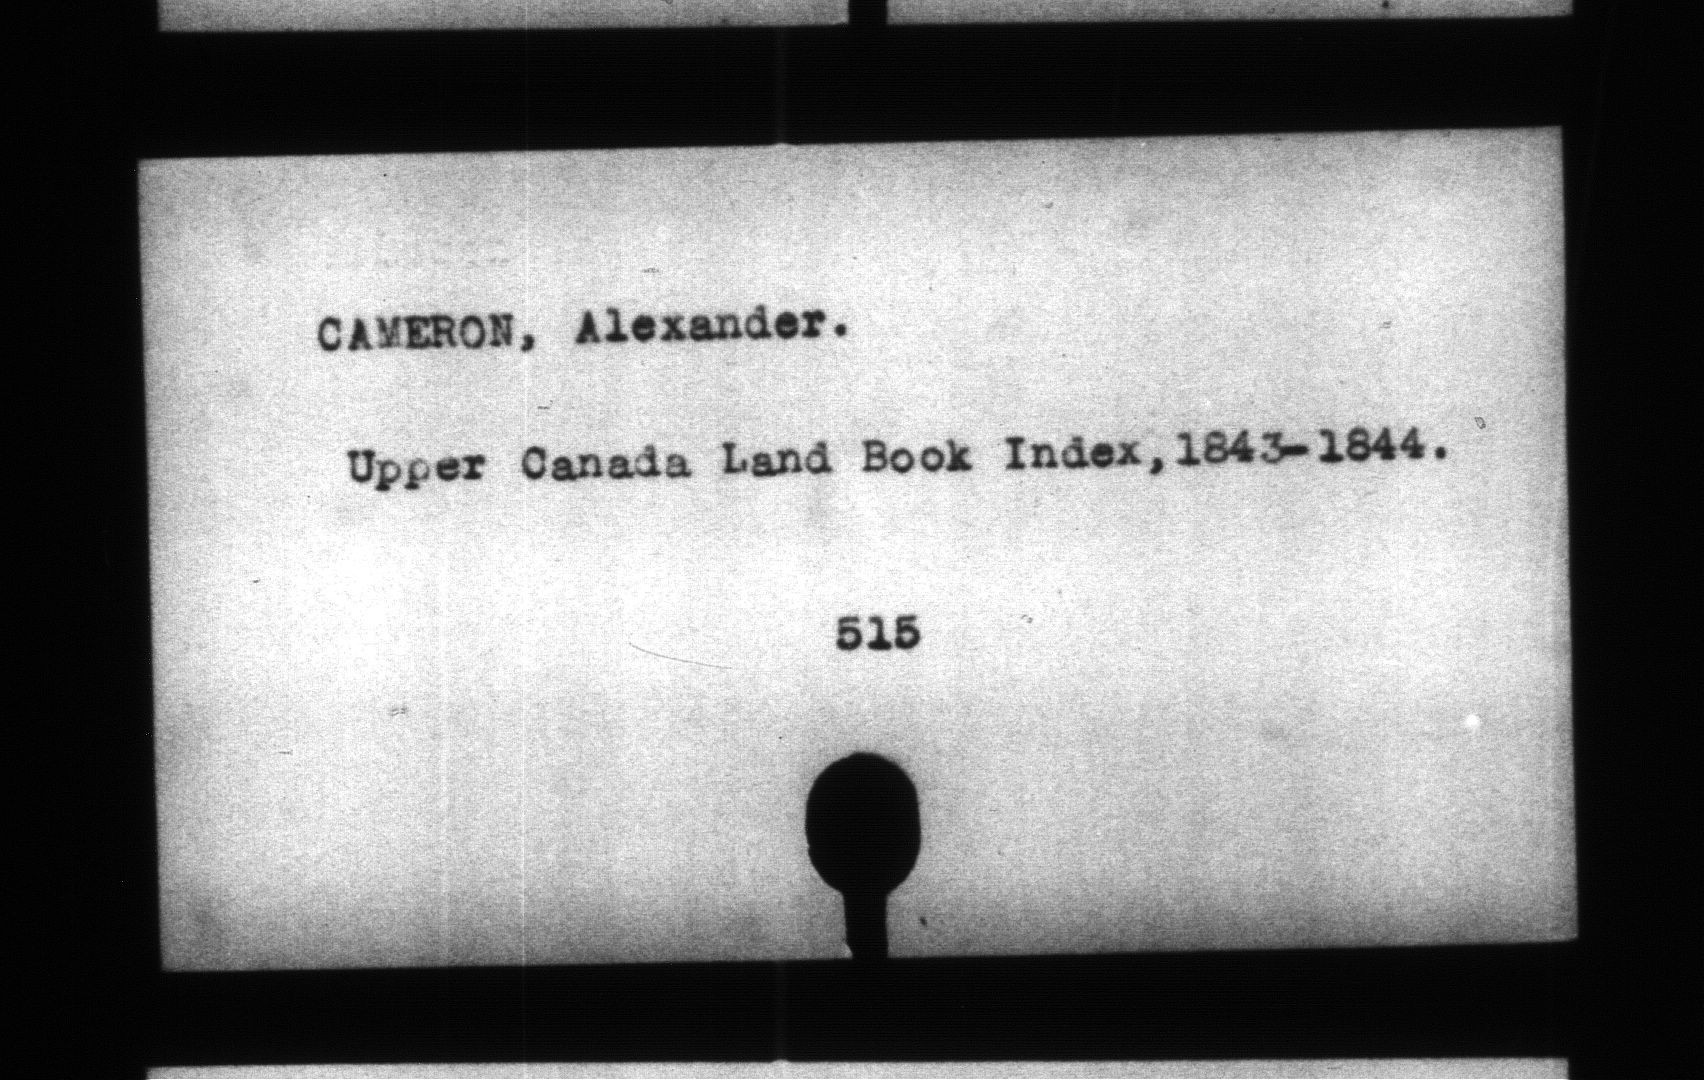 CAMERON, Alexander.
Upper Canada Land Book Index,1843-1844.
515